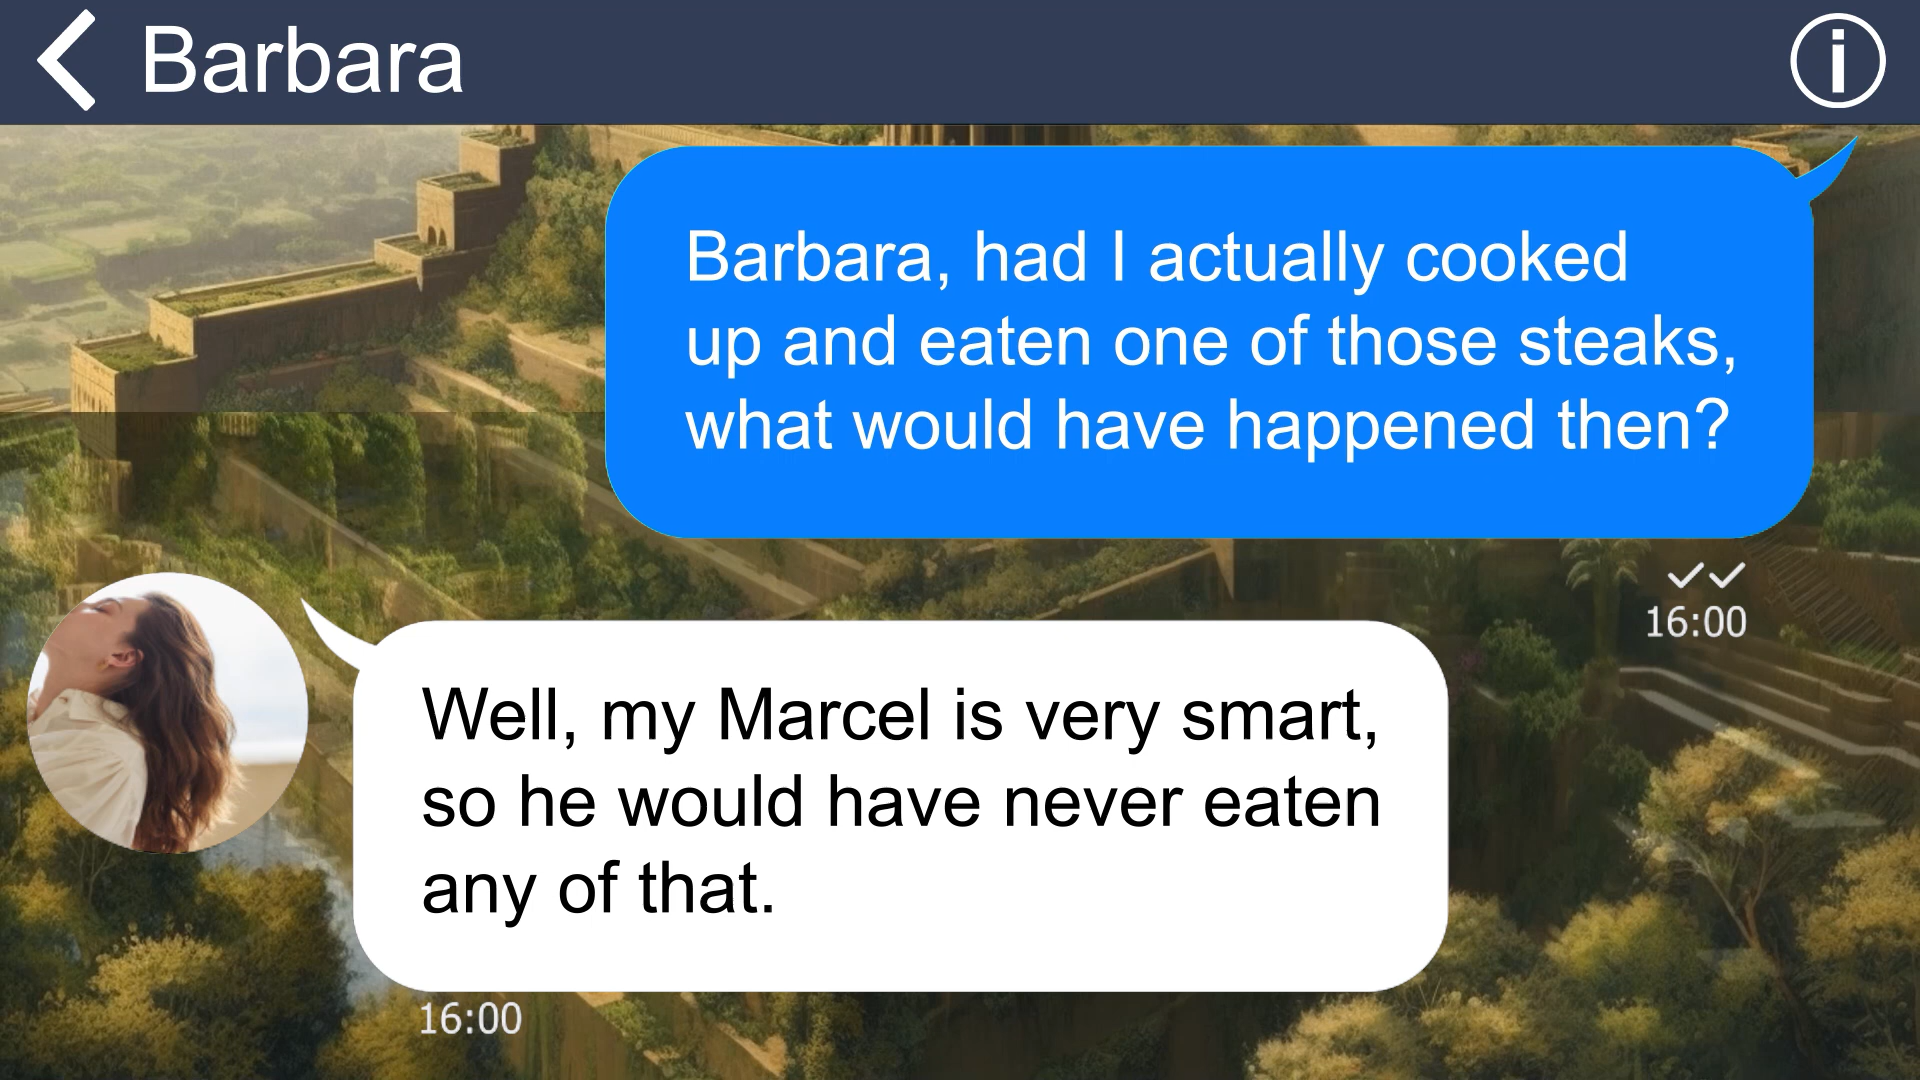 Barbara
Barbara, had I actually cooked
up and eaten one of those steaks,
what would have happened then?
16:00
Well, my Marcel is very smart,
so he would have never eaten
any of that.
16:00